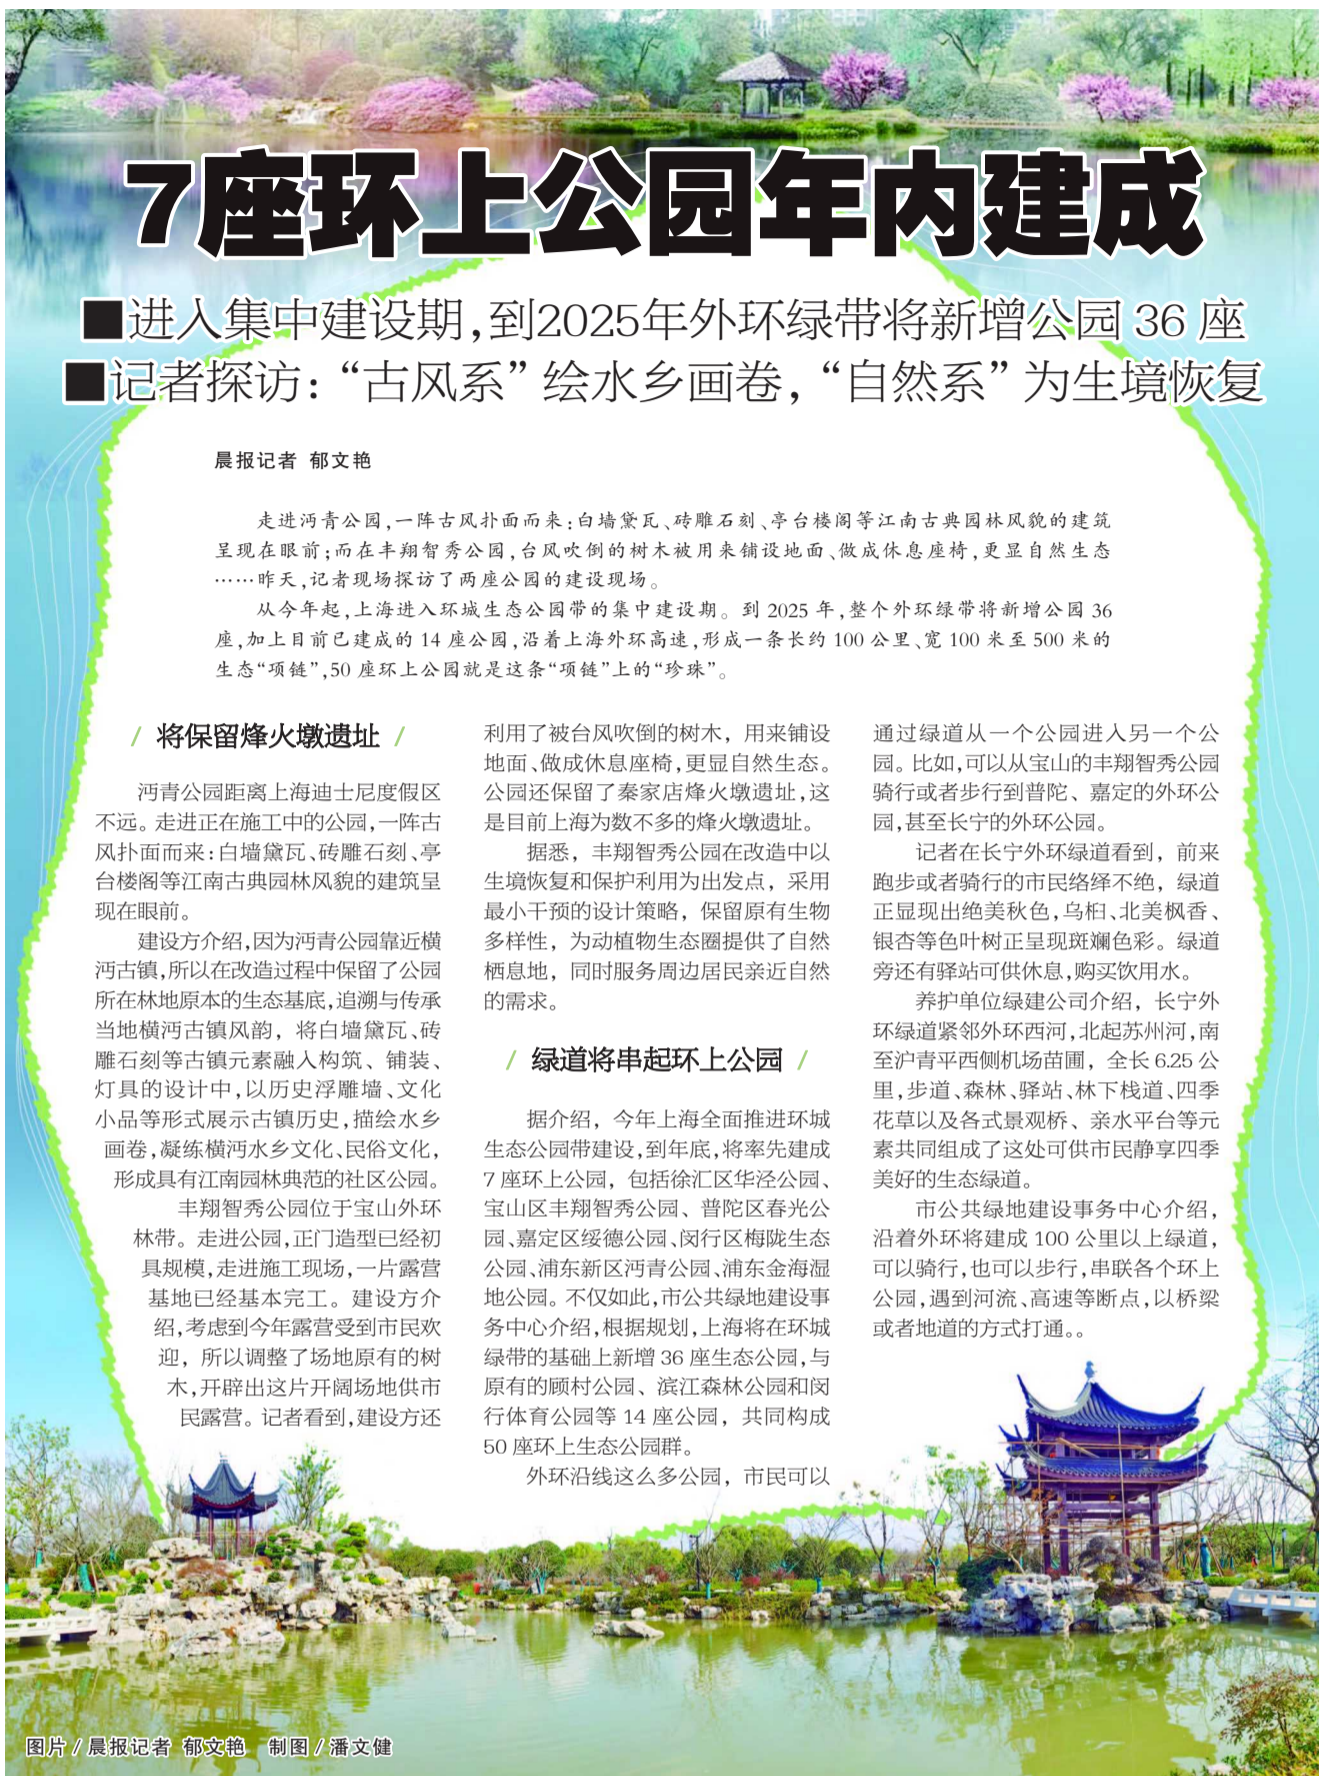 7座环上公园年内建成
■进入集中建设期,到2025年外环绿带将新增公园 36 座
■记者探访：“古风系”绘水乡画卷，“自然系”为生境恢复
晨报记者 郁文艳
走进沔青公园,一阵古风扑面而来:白墙黛瓦、砖雕石刻、亭台楼阁等江南古典园林风貌的建筑
呈现在眼前;而在丰翔智秀公园,台风吹倒的树木被用来铺设地面、做成休息座椅,更显自然生态
……昨天,记者现场探访了两座公园的建设现场。
从今年起,上海进入环城生态公园带的集中建设期。到 2025 年,整个外环绿带将新增公园 36
座,加上目前已建成的 14 座公园,沿着上海外环高速,形成一条长约 100 公里、宽 100 米至 500 米的
生态“项链”,50 座环上公园就是这条“项链”上的“珍珠”。
/ 将保留烽火墩遗址 /
沔青公园距离上海迪士尼度假区
不远。走进正在施工中的公园,一阵古
风扑面而来:白墙黛瓦、砖雕石刻、亭
台楼阁等江南古典园林风貌的建筑呈
现在眼前。
建设方介绍,因为沔青公园靠近横
沔古镇,所以在改造过程中保留了公园
所在林地原本的生态基底,追溯与传承
当地横沔古镇风韵，将白墙黛瓦、砖
雕石刻等古镇元素融入构筑、铺装、
灯具的设计中,以历史浮雕墙、文化
小品等形式展示古镇历史,描绘水乡
画卷,凝练横沔水乡文化、民俗文化,
形成具有江南园林典范的社区公园。
丰翔智秀公园位于宝山外环
林带。走进公园,正门造型已经初
具规模,走进施工现场,一片露营
基地已经基本完工。建设方介
绍,考虑到今年露营受到市民欢
迎，所以调整了场地原有的树
木,开辟出这片开阔场地供市
民露营。记者看到,建设方还
利用了被台风吹倒的树木，用来铺设
地面、做成休息座椅,更显自然生态。
公园还保留了秦家店烽火墩遗址,这
是目前上海为数不多的烽火墩遗址。
据悉，丰翔智秀公园在改造中以
生境恢复和保护利用为出发点，采用
最小干预的设计策略，保留原有生物
多样性，为动植物生态圈提供了自然
栖息地，同时服务周边居民亲近自然
的需求。
/ 绿道将串起环上公园 /
据介绍，今年上海全面推进环城
生态公园带建设,到年底,将率先建成
7 座环上公园，包括徐汇区华泾公园、
宝山区丰翔智秀公园、普陀区春光公
园、嘉定区绥德公园、闵行区梅陇生态
公园、浦东新区沔青公园、浦东金海湿
地公园。不仅如此,市公共绿地建设事
务中心介绍,根据规划,上海将在环城
绿带的基础上新增 36 座生态公园,与
原有的顾村公园、滨江森林公园和闵
行体育公园等 14 座公园，共同构成
50 座环上生态公园群。
外环沿线这么多公园，市民可以
通过绿道从一个公园进入另一个公
园。比如,可以从宝山的丰翔智秀公园
骑行或者步行到普陀、嘉定的外环公
园,甚至长宁的外环公园。
记者在长宁外环绿道看到，前来
跑步或者骑行的市民络绎不绝，绿道
正显现出绝美秋色,乌桕、北美枫香、
银杏等色叶树正呈现斑斓色彩。绿道
旁还有驿站可供休息,购买饮用水。
养护单位绿建公司介绍，长宁外
环绿道紧邻外环西河,北起苏州河,南
至沪青平西侧机场苗圃，全长 6.25 公
里,步道、森林、驿站、林下栈道、四季
花草以及各式景观桥、亲水平台等元
素共同组成了这处可供市民静享四季
美好的生态绿道。
市公共绿地建设事务中心介绍，
沿着外环将建成 100 公里以上绿道，
可以骑行,也可以步行,串联各个环上
公园,遇到河流、高速等断点,以桥梁
或者地道的方式打通。。
图片/晨报记者 郁文艳 制图/潘文健